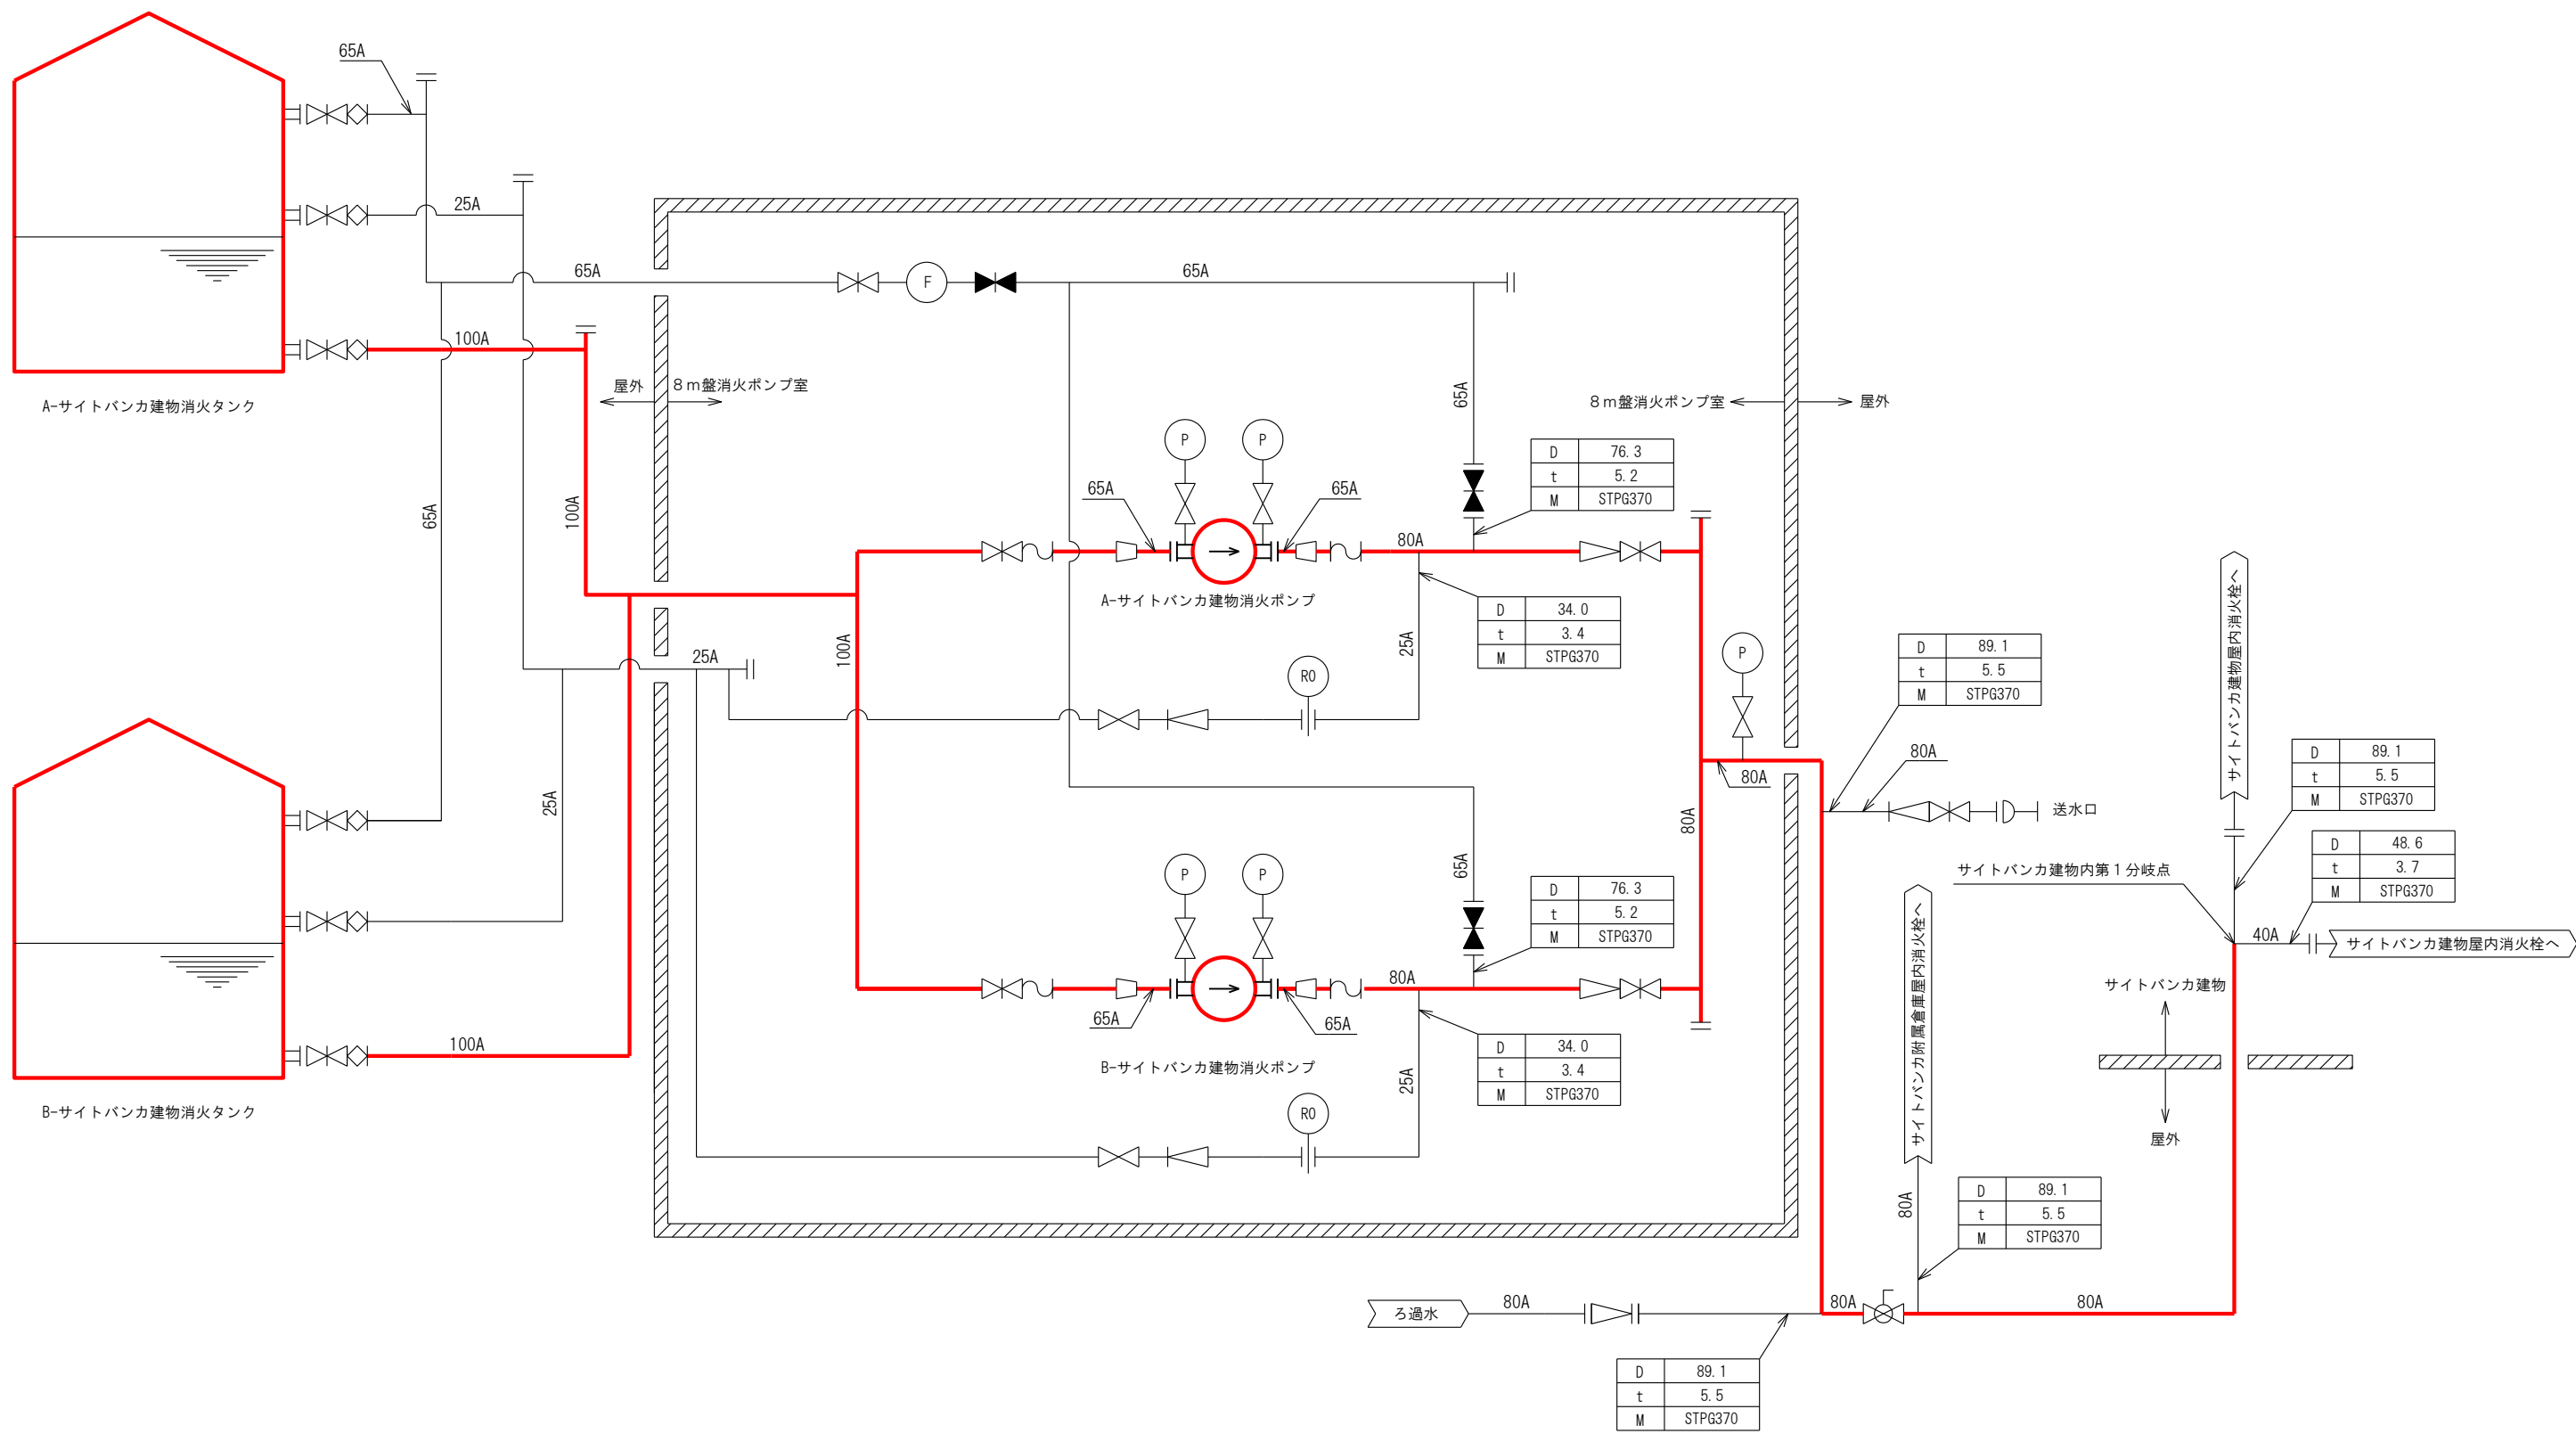 65A
25A
65A
F
65A
100A
屋外
8m盤消火ポンプ室
A-サイトバンカ建物消火タンク
65A
8m盤消火ポンプ室
屋外
P
P
D 76.3
t 5.2
M STPG370
65A
65A
65A
100A
80A
A-サイトバンカ建物消火ポンプ
D 34.0
t 3.4
M STPG370
サイトバンカ建物屋内消火栓へ
100A
25A
25A
RO
P
D 89.1
t 5.5
M STPG370
80A
80A
D 89.1
t 5.5
M STPG370
25A
80A
送水口
65A
D 48.6
t 3.7
M STPG370
サイトバンカ建物内第1分岐点
P
P
D 76.3
t 5.2
M STPG370
40A
サイトバンカ建物屋内消火栓へ
サイトバンカ附属倉庫屋内消火栓へ
80A
サイトバンカ建物
65A
65A
100A
B-サイトバンカ建物消火ポンプ
D 34.0
t 3.4
M STPG370
25A
B-サイトバンカ建物消火タンク
RO
屋外
80A
D 89.1
t 5.5
M STPG370
ろ過水
80A
80A
80A
D 89.1
t 5.5
M STPG370